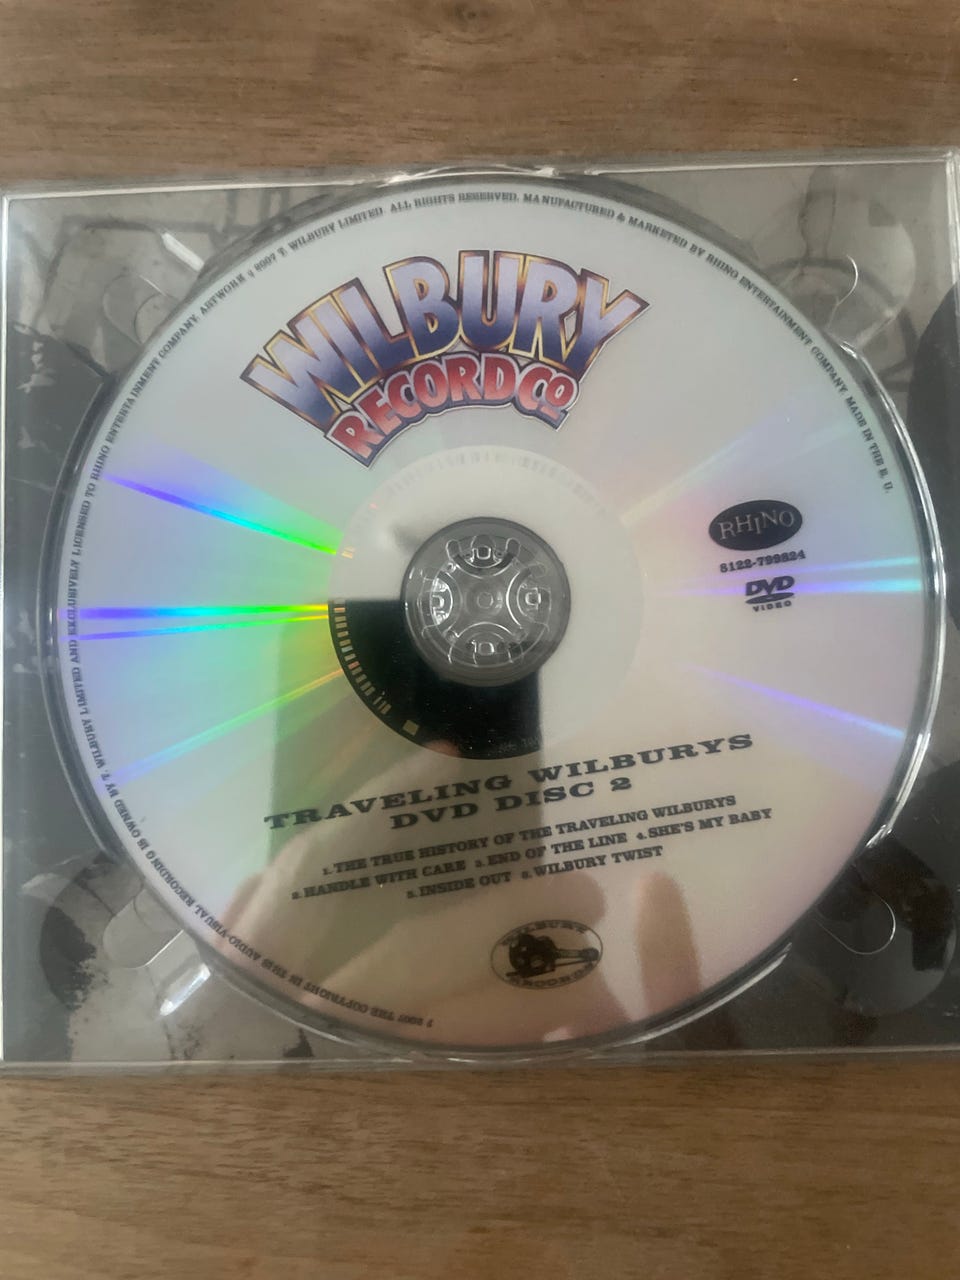 WILBURY
RECORD CO
℗ 2007 THE COPYRIGHT IN THIS AUDIO-VISUAL RECORDING IS OWNED BY T. WILBURY LIMITED AND EXCLUSIVELY LICENSED TO RHINO ENTERTAINMENT COMPANY. ARTWORK © 2007 T. WILBURY LIMITED. ALL RIGHTS RESERVED. MANUFACTURED & MARKETED BY RHINO ENTERTAINMENT COMPANY. MADE IN THE E. U.
RHINO
8122-799824
DVD
VIDEO
TRAVELING WILBURYS
DVD DISC 2
1. THE TRUE HISTORY OF THE TRAVELING WILBURYS
2. HANDLE WITH CARE 3. END OF THE LINE 4. SHE'S MY BABY
5. INSIDE OUT 6. WILBURY TWIST
WILBURY
RECORDS